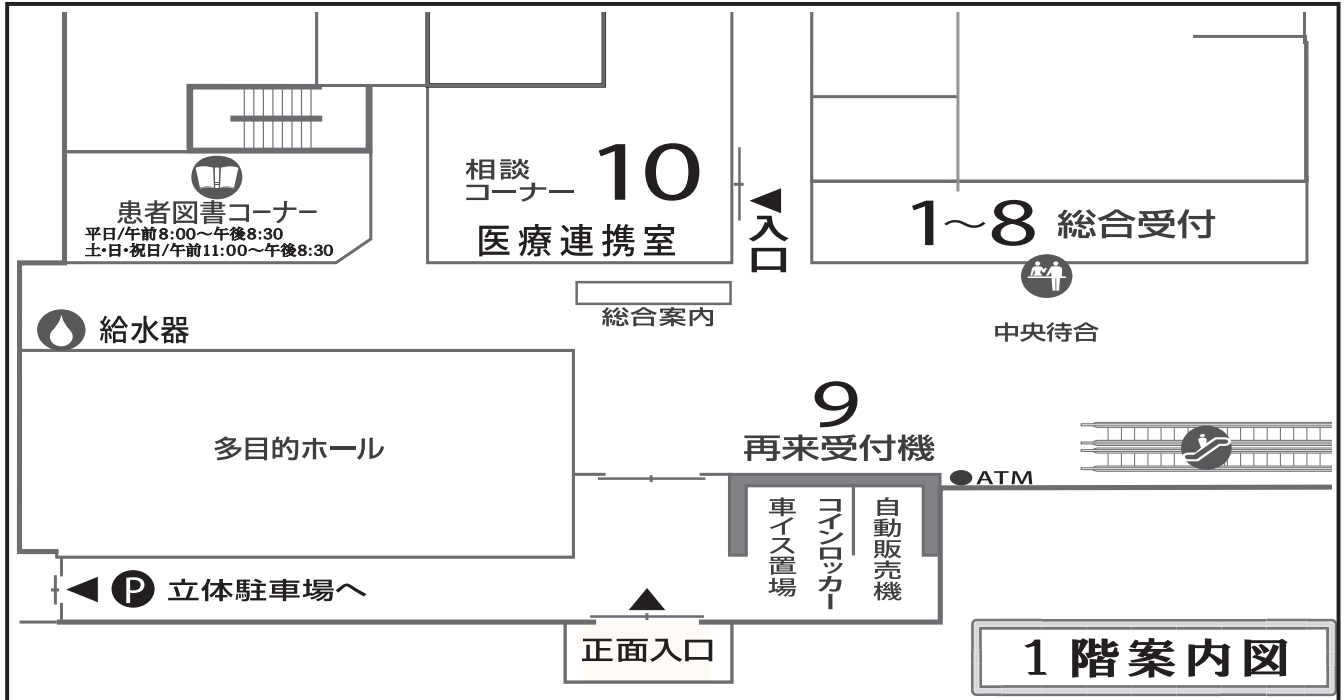 相談
コーナー
10
医療連携室
入口
1～8 総合受付
患者図書コーナー
平日/午前8:00～午後8:30
土・日・祝日/午前11:00～午後8:30
総合案内
給水器
中央待合
9
再来受付機
多目的ホール
ATM
車イス置場
コインロッカー
自動販売機
P 立体駐車場へ
正面入口
1階案内図